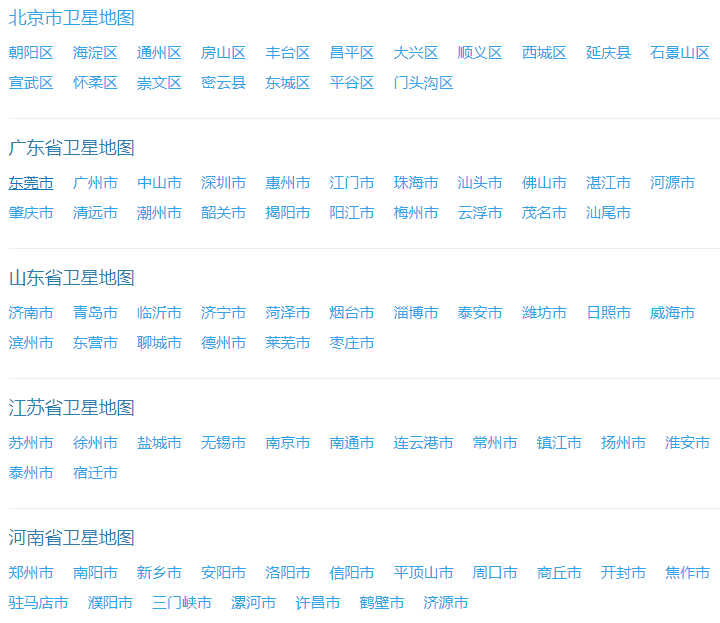 北京市卫星地图
朝阳区 海淀区 通州区 房山区 丰台区 昌平区 大兴区 顺义区 西城区 延庆县 石景山区
宣武区 怀柔区 崇文区 密云县 东城区 平谷区 门头沟区
广东省卫星地图
东莞市 广州市 中山市 深圳市 惠州市 江门市 珠海市 汕头市 佛山市 湛江市 河源市
肇庆市 清远市 潮州市 韶关市 揭阳市 阳江市 梅州市 云浮市 茂名市 汕尾市
山东省卫星地图
济南市 青岛市 临沂市 济宁市 菏泽市 烟台市 淄博市 泰安市 潍坊市 日照市 威海市
滨州市 东营市 聊城市 德州市 莱芜市 枣庄市
江苏省卫星地图
苏州市 徐州市 盐城市 无锡市 南京市 南通市 连云港市 常州市 镇江市 扬州市 淮安市
泰州市 宿迁市
河南省卫星地图
郑州市 南阳市 新乡市 安阳市 洛阳市 信阳市 平顶山市 周口市 商丘市 开封市 焦作市
驻马店市 濮阳市 三门峡市 漯河市 许昌市 鹤壁市 济源市